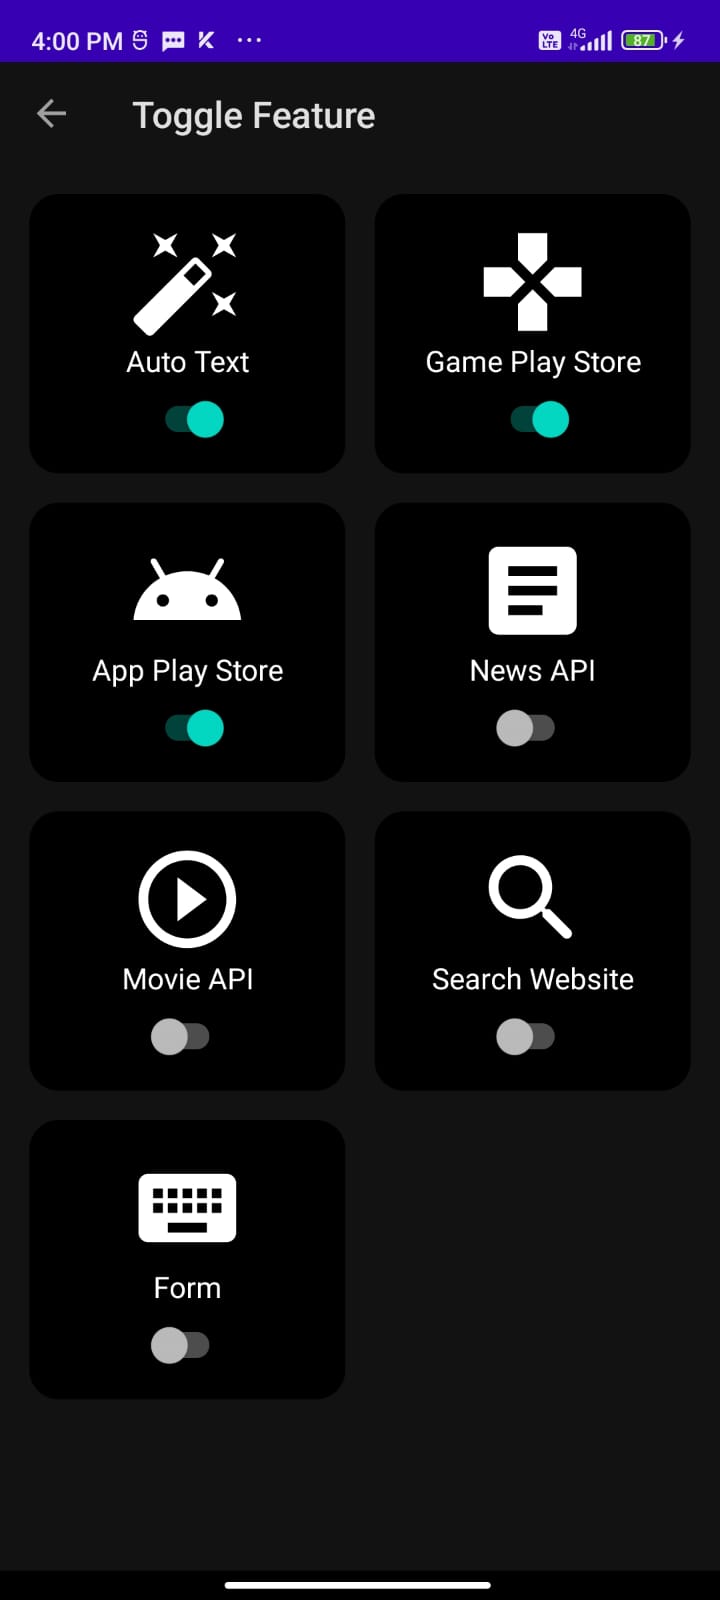 4:00 PM
Vo LTE 4G 87
Toggle Feature
Auto Text
Game Play Store
App Play Store
News API
Movie API
Search Website
Form